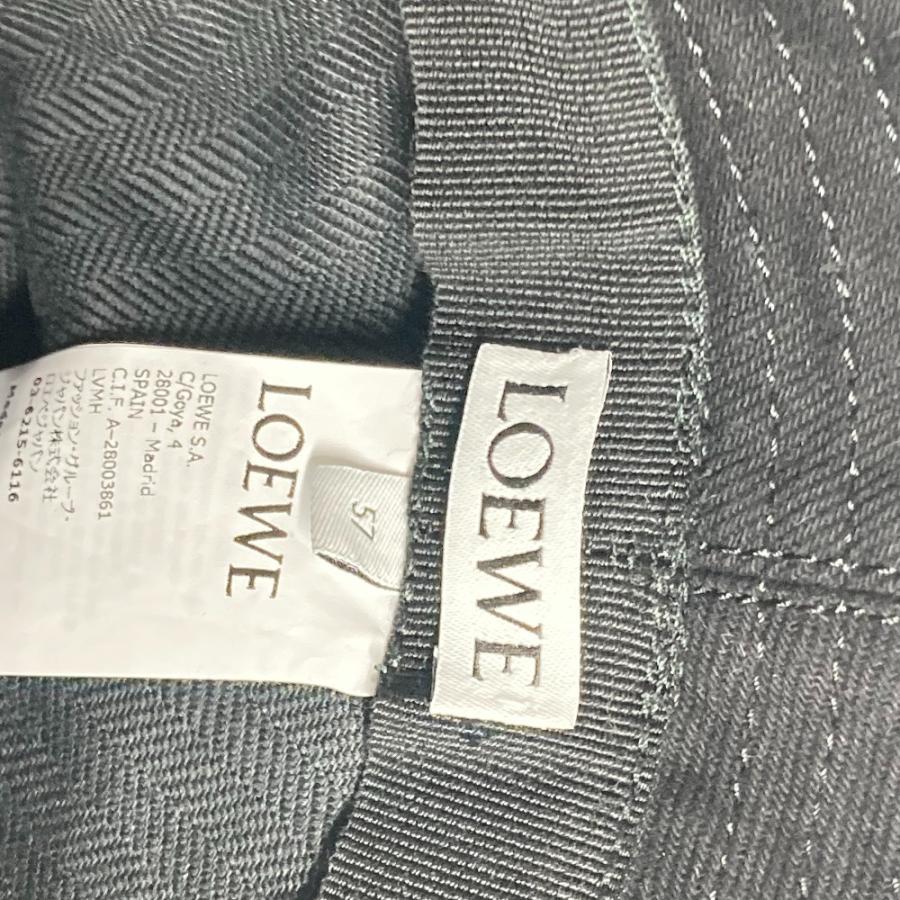 LOEWE
LOEWE
57
LOEWE S.A.
C/Goya, 4
28001 - Madrid
SPAIN
C.I.F. A-28003861
LVMH
ファッション・グループ・
ジャパン株式会社
ロエベジャパン
03-6215-6116